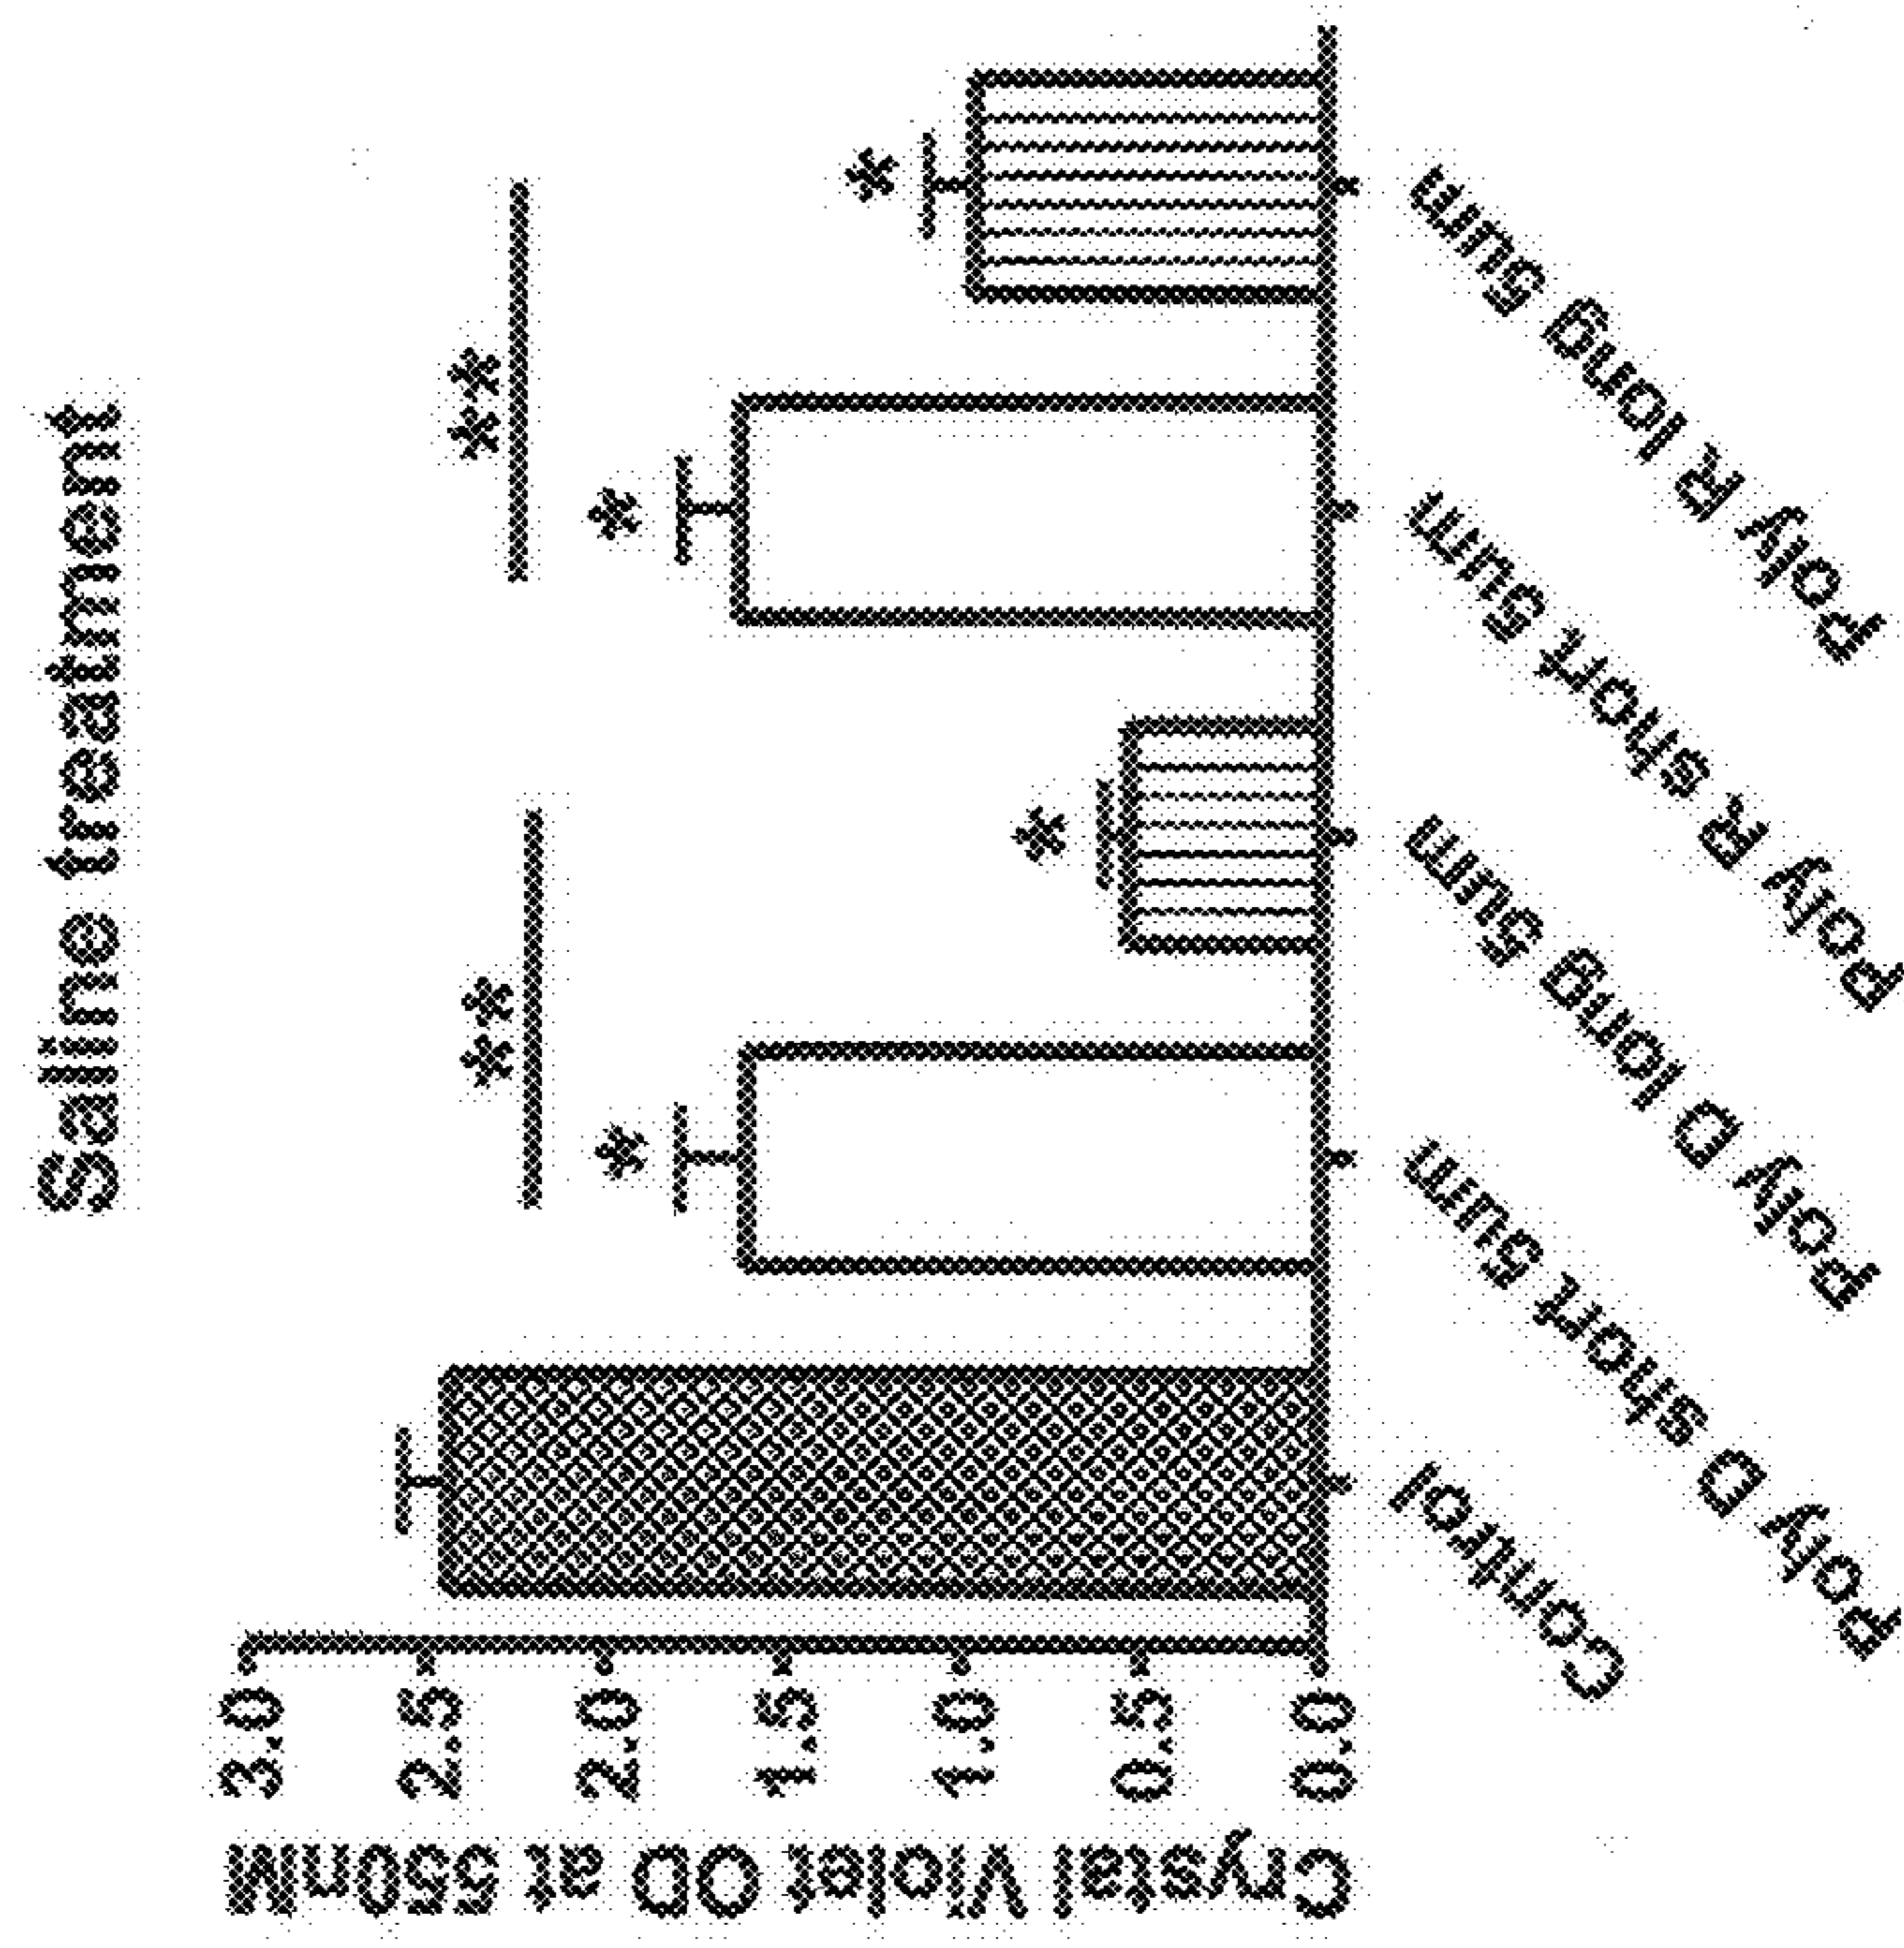 Saline treatment
**
**
*
*
*
*
3.0
2.5
2.0
1.5
1.0
0.5
0.0
Crystal Violet OD at 550nM
Control
Poly D short 5um
Poly D long 5um
Poly R short 5um
Poly R long 5um